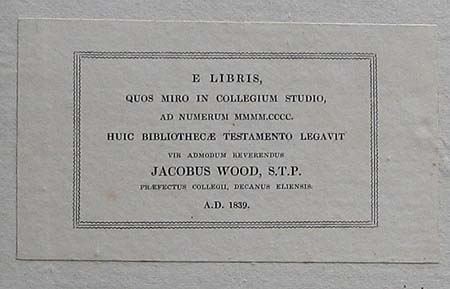 E LIBRIS,
QUOS MIRO IN COLLEGIUM STUDIO,
AD NUMERUM MMMM.CCCC.
HUIC BIBLIOTHECÆ TESTAMENTO LEGAVIT
VIR ADMODUM REVERENDUS
JACOBUS WOOD, S.T.P.
PRÆFECTUS COLLEGII, DECANUS ELIENSIS.
A.D. 1839.